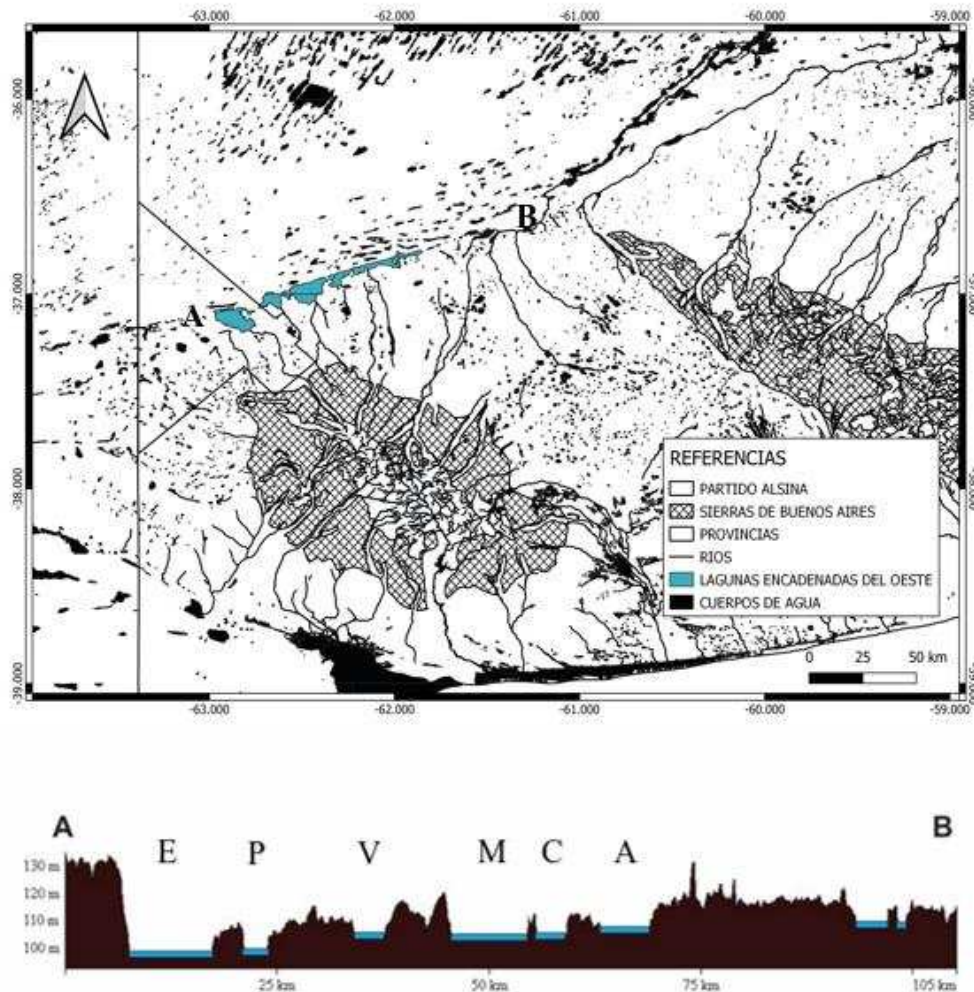 -63.000 -62.000 -61.000 -60.000 -59.000
-36.000
-37.000
-38.000
-39.000
A
B
REFERENCIAS
PARTIDO ALSINA
SIERRAS DE BUENOS AIRES
PROVINCIAS
RIOS
LAGUNAS ENCADENADAS DEL OESTE
CUERPOS DE AGUA
0 25 50 km
-63.000 -62.000 -61.000 -60.000 -59.000
A B
E P V M C A
130 m
120 m
110 m
100 m
25 km 50 km 75 km 105 km